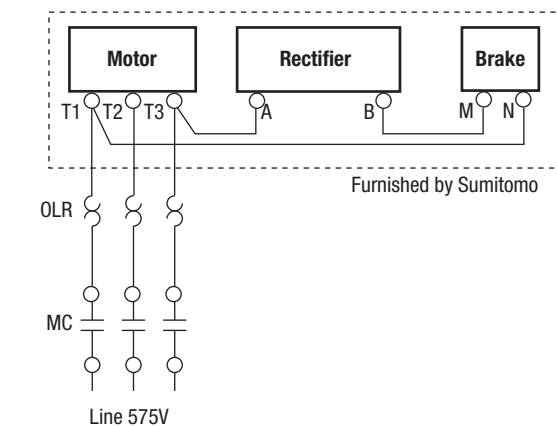 Motor Rectifier Brake
T1 T2 T3 A B M N
Furnished by Sumitomo
OLR
MC
Line 575V